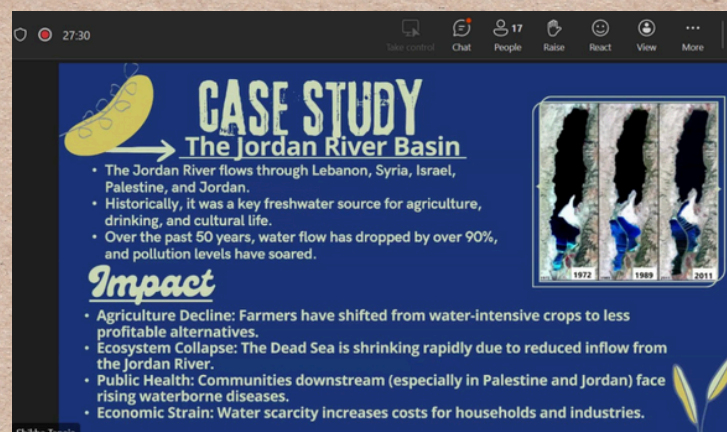 27:30
Take control
Chat
17
People
Raise
React
View
More
CASE STUDY
The Jordan River Basin
• The Jordan River flows through Lebanon, Syria, Israel,
Palestine, and Jordan.
• Historically, it was a key freshwater source for agriculture,
drinking, and cultural life.
• Over the past 50 years, water flow has dropped by over 90%,
and pollution levels have soared.
1972
1989
2011
Impact
• Agriculture Decline: Farmers have shifted from water-intensive crops to less
profitable alternatives.
• Ecosystem Collapse: The Dead Sea is shrinking rapidly due to reduced inflow from
the Jordan River.
• Public Health: Communities downstream (especially in Palestine and Jordan) face
rising waterborne diseases.
• Economic Strain: Water scarcity increases costs for households and industries.